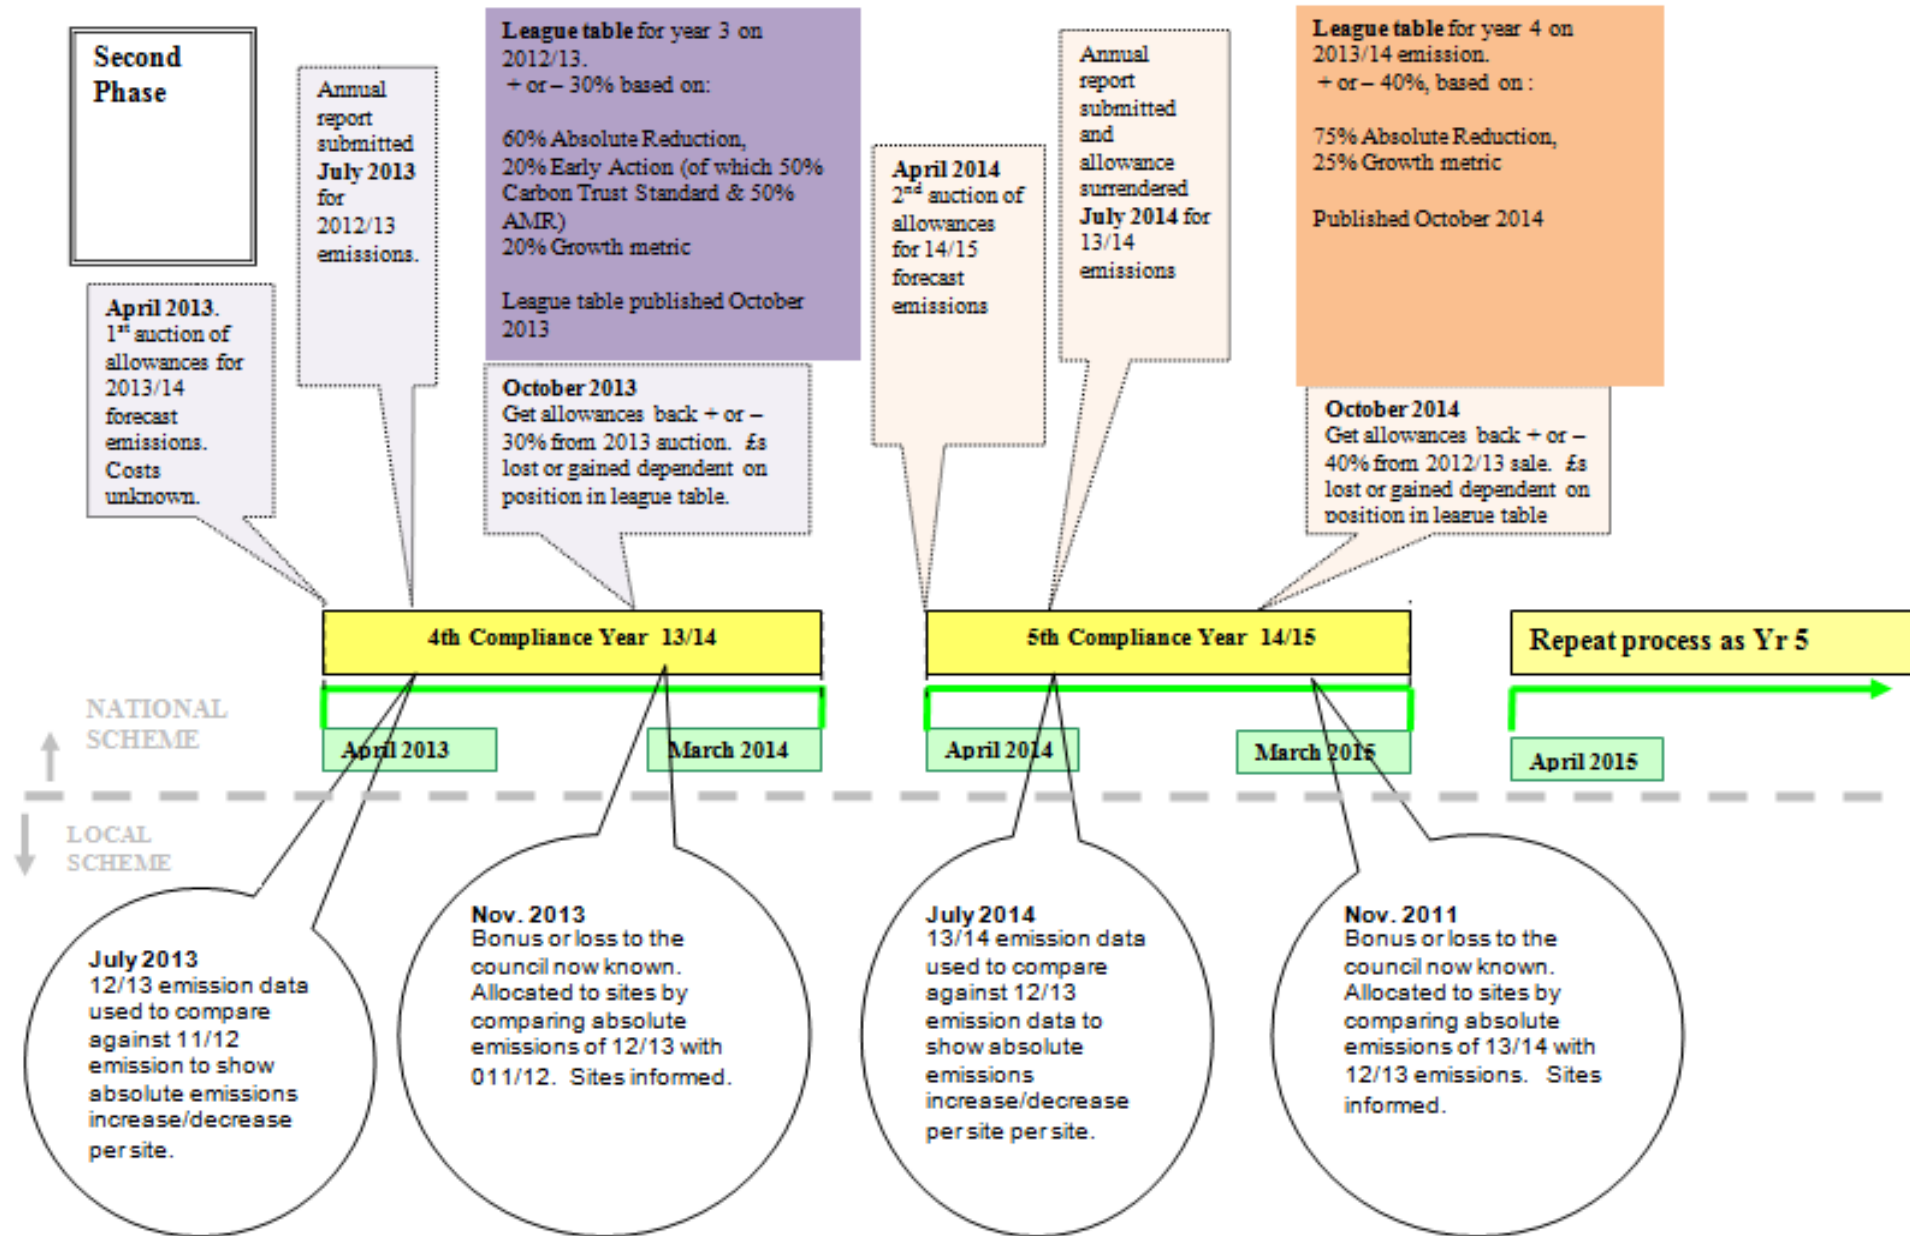 Second
Phase
April 2013.
1st auction of
allowances for
2013/14
forecast
emissions.
Costs
unknown.
Annual
report
submitted
July 2013
for
2012/13
emissions.
League table for year 3 on
2012/13.
+ or – 30% based on:
60% Absolute Reduction,
20% Early Action (of which 50%
Carbon Trust Standard & 50%
AMR)
20% Growth metric
League table published October
2013
October 2013
Get allowances back + or –
30% from 2013 auction. £s
lost or gained dependent on
position in league table.
April 2014
2nd auction of
allowances
for 14/15
forecast
emissions
Annual
report
submitted
and
allowance
surrendered
July 2014 for
13/14
emissions
League table for year 4 on
2013/14 emission.
+ or – 40%, based on :
75% Absolute Reduction,
25% Growth metric
Published October 2014
October 2014
Get allowances back + or –
40% from 2012/13 sale. £s
lost or gained dependent on
position in league table
4th Compliance Year 13/14
5th Compliance Year 14/15
Repeat process as Yr 5
NATIONAL
SCHEME
April 2013
March 2014
April 2014
March 2015
April 2015
LOCAL
SCHEME
July 2013
12/13 emission data
used to compare
against 11/12
emission to show
absolute emissions
increase/decrease
per site.
Nov. 2013
Bonus or loss to the
council now known.
Allocated to sites by
comparing absolute
emissions of 12/13 with
011/12. Sites informed.
July 2014
13/14 emission data
used to compare
against 12/13
emission data to
show absolute
emissions
increase/decrease
per site per site.
Nov. 2011
Bonus or loss to the
council now known.
Allocated to sites by
comparing absolute
emissions of 13/14 with
12/13 emissions. Sites
informed.